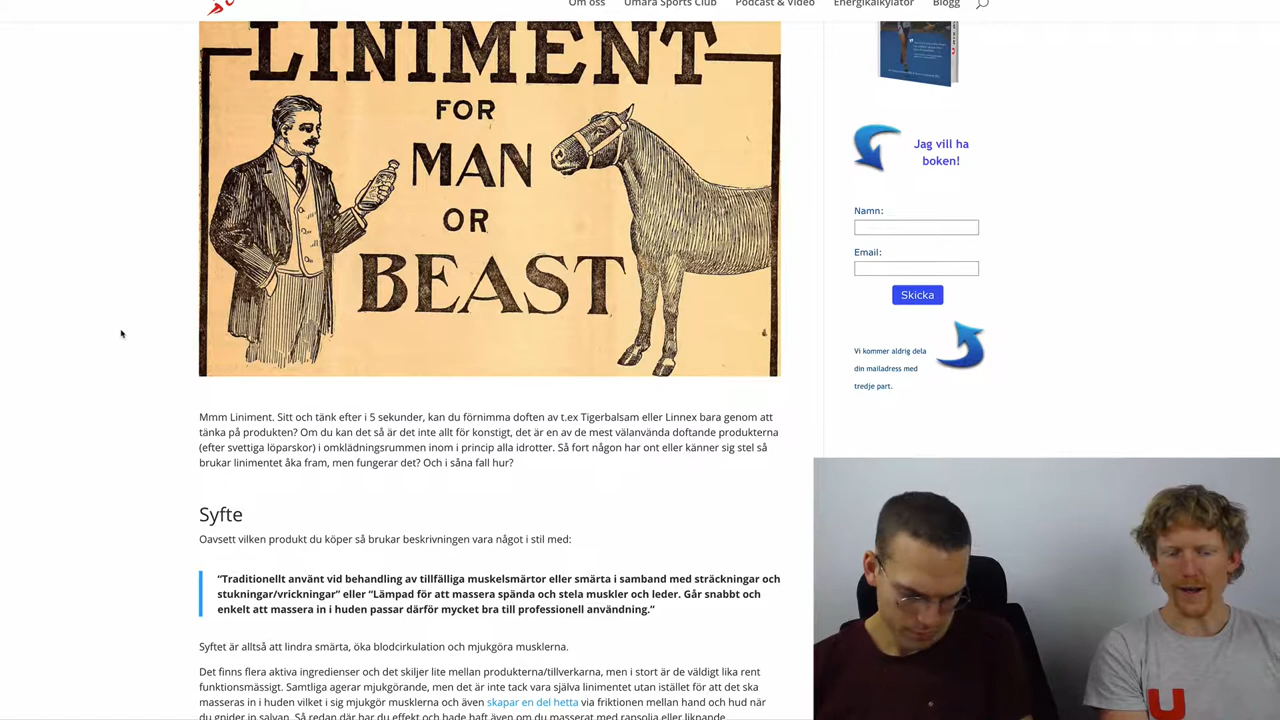 Om oss
Umara Sports Club
Podcast & Video
Energikalkylator
Blogg
LINIMENT
FOR
MAN
OR
BEAST
Jag vill ha
boken!
Namn:
Email:
Skicka
Vi kommer aldrig dela
din mailadress med
tredje part.
Mmm Liniment. Sitt och tänk efter i 5 sekunder, kan du förnimma doften av t.ex Tigerbalsam eller Linnex bara genom att
tänka på produkten? Om du kan det så är det inte allt för konstigt, det är en av de mest välanvända doftande produkterna
(efter svettiga löparskor) i omklädningsrummen inom i princip alla idrotter. Så fort någon har ont eller känner sig stel så
brukar linimentet åka fram, men fungerar det? Och i såna fall hur?
Syfte
Oavsett vilken produkt du köper så brukar beskrivningen vara något i stil med:
“Traditionellt använt vid behandling av tillfälliga muskelsmärtor eller smärta i samband med sträckningar och
stukningar/vrickningar” eller “Lämpad för att massera spända och stela muskler och leder. Går snabbt och
enkelt att massera in i huden passar därför mycket bra till professionell användning.”
Syftet är alltså att lindra smärta, öka blodcirkulation och mjukgöra musklerna.
Det finns flera aktiva ingredienser och det skiljer lite mellan produkterna/tillverkarna, men i stort är de väldigt lika rent
funktionsmässigt. Samtliga agerar mjukgörande, men det är inte tack vara själva linimentet utan istället för att det ska
masseras in i huden vilket i sig mjukgör musklerna och även skapar en del hetta via friktionen mellan hand och hud när
du gnider in salvan. Så redan där har du effekt och hade haft även om du masserat med rapsolja eller liknande.
U